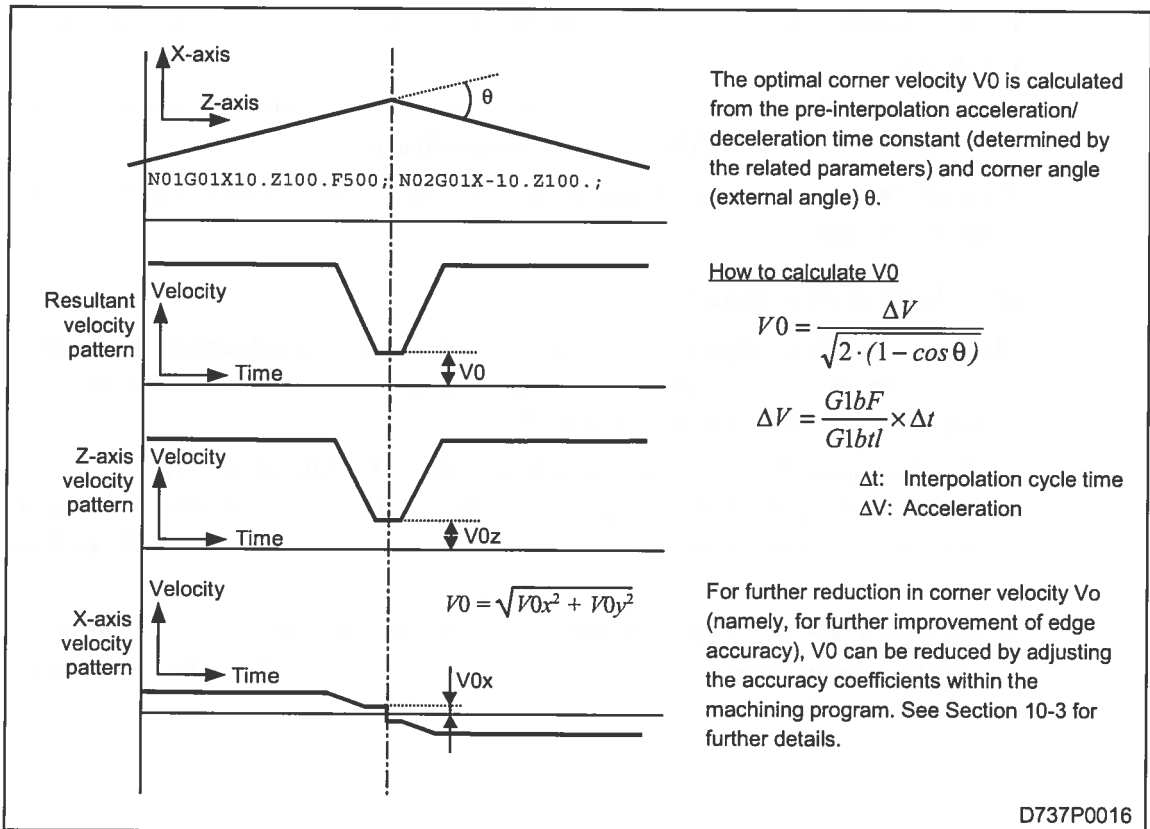 X-axis
Z-axis
θ
N01G01X10.Z100.F500; N02G01X-10.Z100.;
The optimal corner velocity V0 is calculated
from the pre-interpolation acceleration/
deceleration time constant (determined by
the related parameters) and corner angle
(external angle) θ.
Resultant
velocity
pattern
Velocity
Time
V0
How to calculate V0
V0 = ΔV / √(2 · (1 – cos θ))
ΔV = G1bF / G1btl × Δt
Δt: Interpolation cycle time
ΔV: Acceleration
Z-axis
velocity
pattern
Velocity
Time
V0z
X-axis
velocity
pattern
Velocity
Time
V0 = √(V0x² + V0y²)
V0x
For further reduction in corner velocity Vo
(namely, for further improvement of edge
accuracy), V0 can be reduced by adjusting
the accuracy coefficients within the
machining program. See Section 10-3 for
further details.
D737P0016